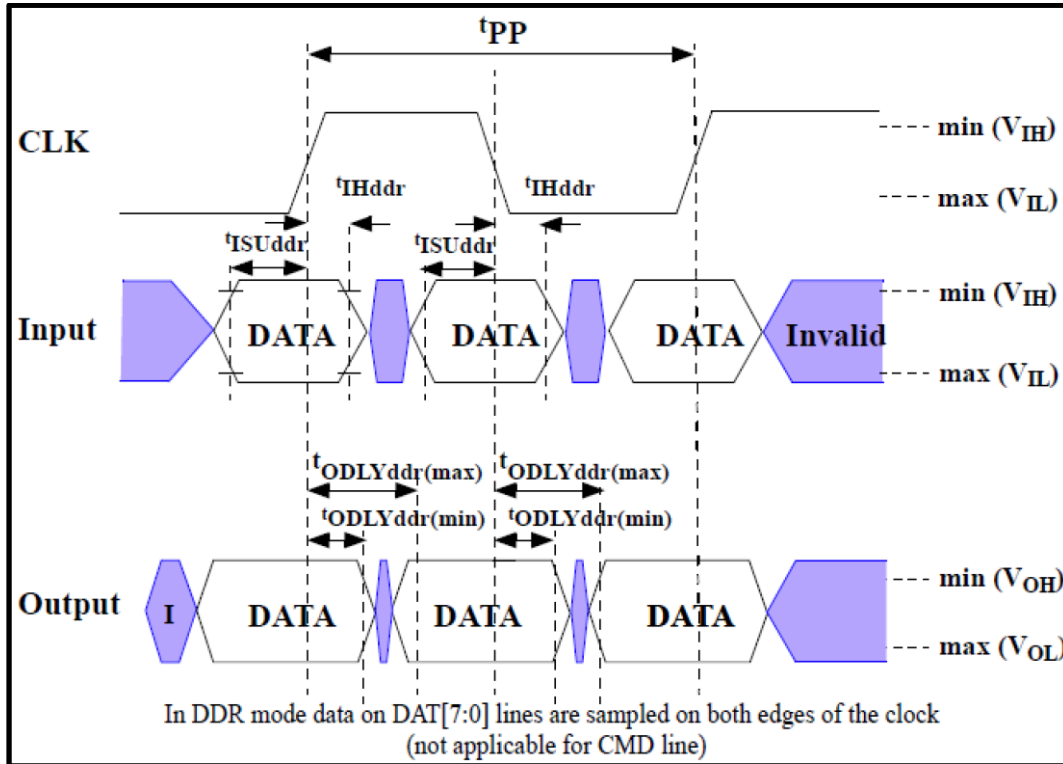 tPP
CLK
min (VIH)
max (VIL)
tIHddr
tIHddr
tISUddr
tISUddr
Input
DATA
DATA
DATA
Invalid
min (VIH)
max (VIL)
tODLYddr(max)
tODLYddr(max)
tODLYddr(min)
tODLYddr(min)
Output
I
DATA
DATA
DATA
min (VOH)
max (VOL)
In DDR mode data on DAT[7:0] lines are sampled on both edges of the clock
(not applicable for CMD line)